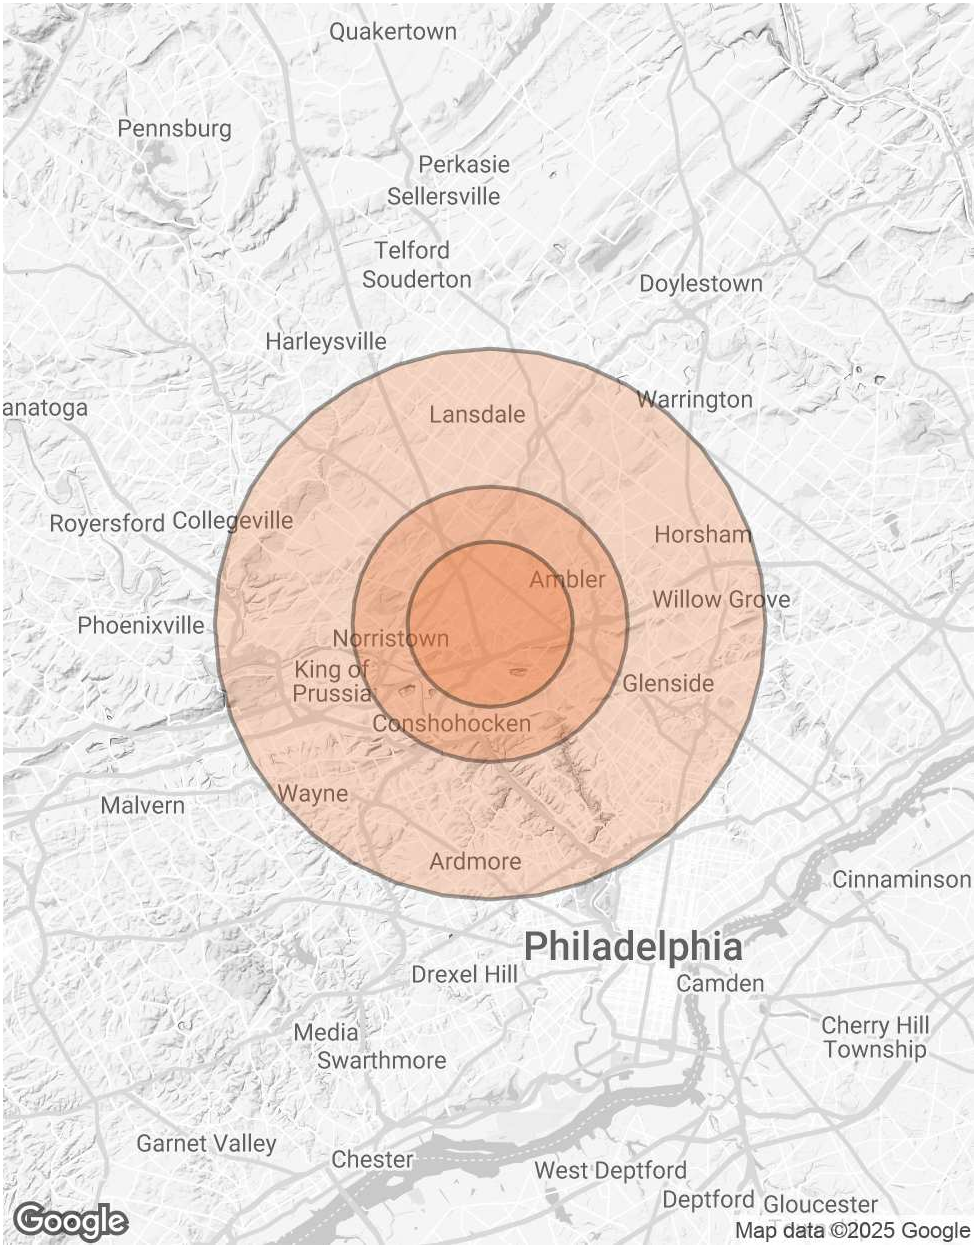 Quakertown
Pennsburg
Perkasie
Sellersville
Telford
Souderton
Doylestown
Harleysville
anatoga
Lansdale
Warrington
Royersford
Collegeville
Horsham
Ambler
Willow Grove
Phoenixville
Norristown
King of
Prussia
Glenside
Conshohocken
Wayne
Malvern
Ardmore
Cinnaminson
Philadelphia
Drexel Hill
Camden
Media
Cherry Hill
Township
Swarthmore
Garnet Valley
Chester
West Deptford
Deptford
Gloucester
Google
Map data ©2025 Google